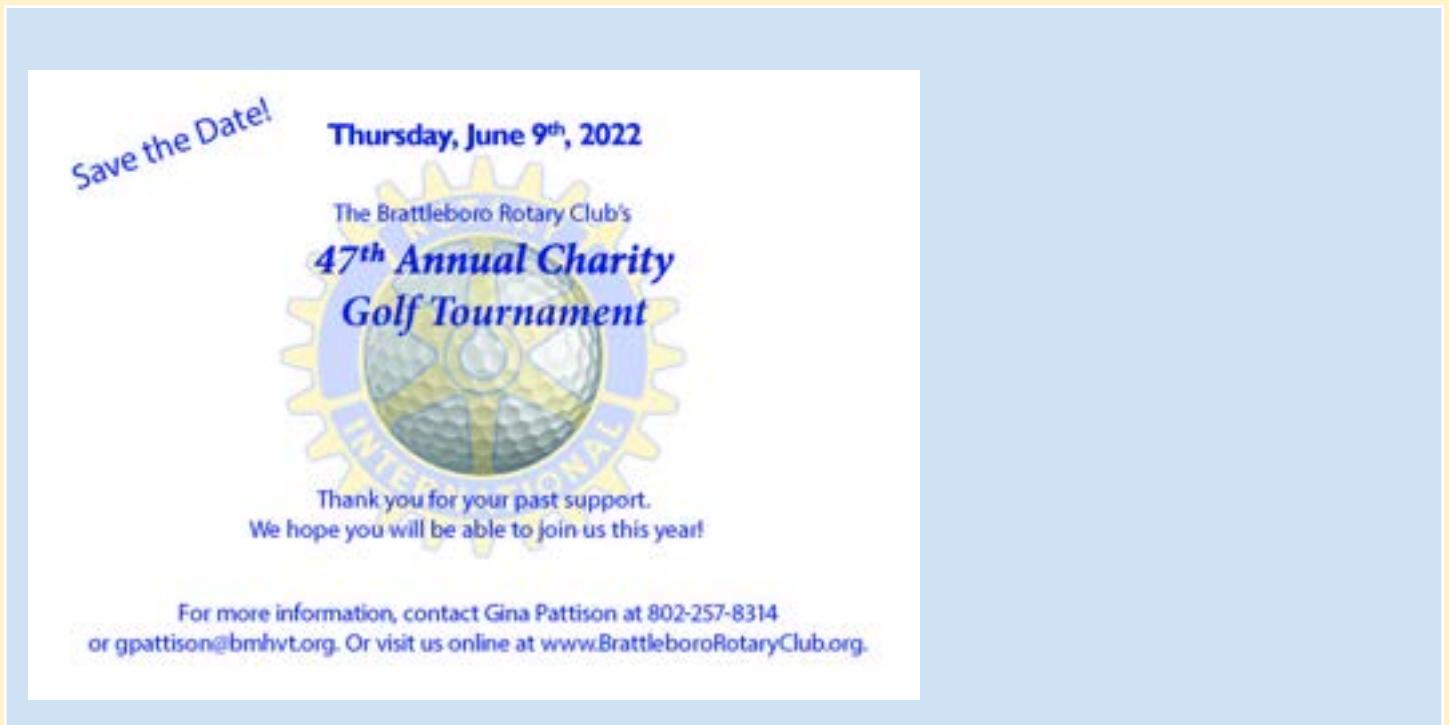 Save the Date!
Thursday, June 9th, 2022
The Brattleboro Rotary Club's
47th Annual Charity
Golf Tournament
ROTARY
INTERNATIONAL
Thank you for your past support.
We hope you will be able to join us this year!
For more information, contact Gina Pattison at 802-257-8314
or gpattison@bmhvt.org. Or visit us online at www.BrattleboroRotaryClub.org.